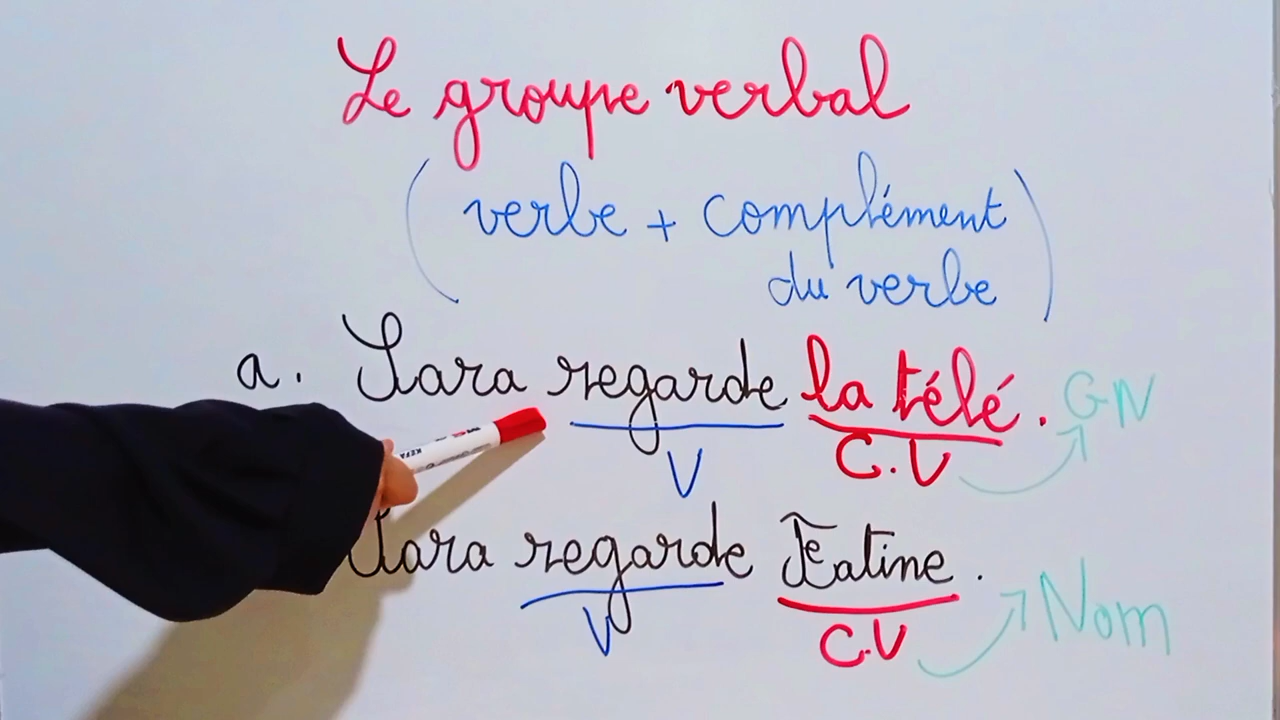 Le groupe verbal
( verbe + complément
du verbe )
a. Sara regarde la télé. GN
V C.V
Sara regarde Fatine.
V C.V Nom